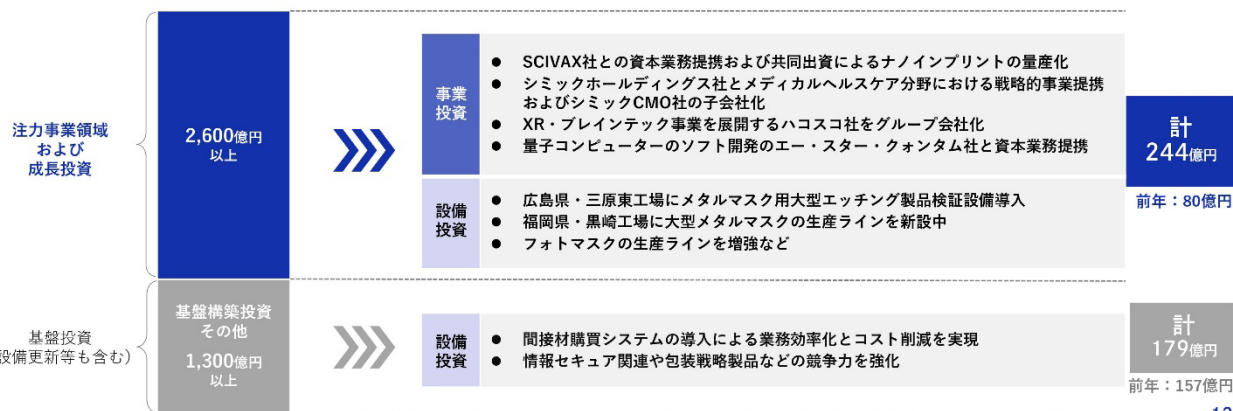 注力事業領域
および
成長投資
2,600億円
以上
事業
投資
● SCIVAX社との資本業務提携および共同出資によるナノインプリントの量産化
● シミックホールディングス社とメディカルヘルスケア分野における戦略的事業提携
およびシミックCMO社の子会社化
● XR・ブレインテック事業を展開するハコスコ社をグループ会社化
● 量子コンピューターのソフト開発のエー・スター・クォンタム社と資本業務提携
計
244億円
前年：80億円
設備
投資
● 広島県・三原東工場にメタルマスク用大型エッチング製品検証設備導入
● 福岡県・黒崎工場に大型メタルマスクの生産ラインを新設中
● フォトマスクの生産ラインを増強など
基盤投資
設備更新等も含む)
基盤構築投資
その他
1,300億円
以上
設備
投資
● 間接材購買システムの導入による業務効率化とコスト削減を実現
● 情報セキュア関連や包装戦略製品などの競争力を強化
計
179億円
前年：157億円